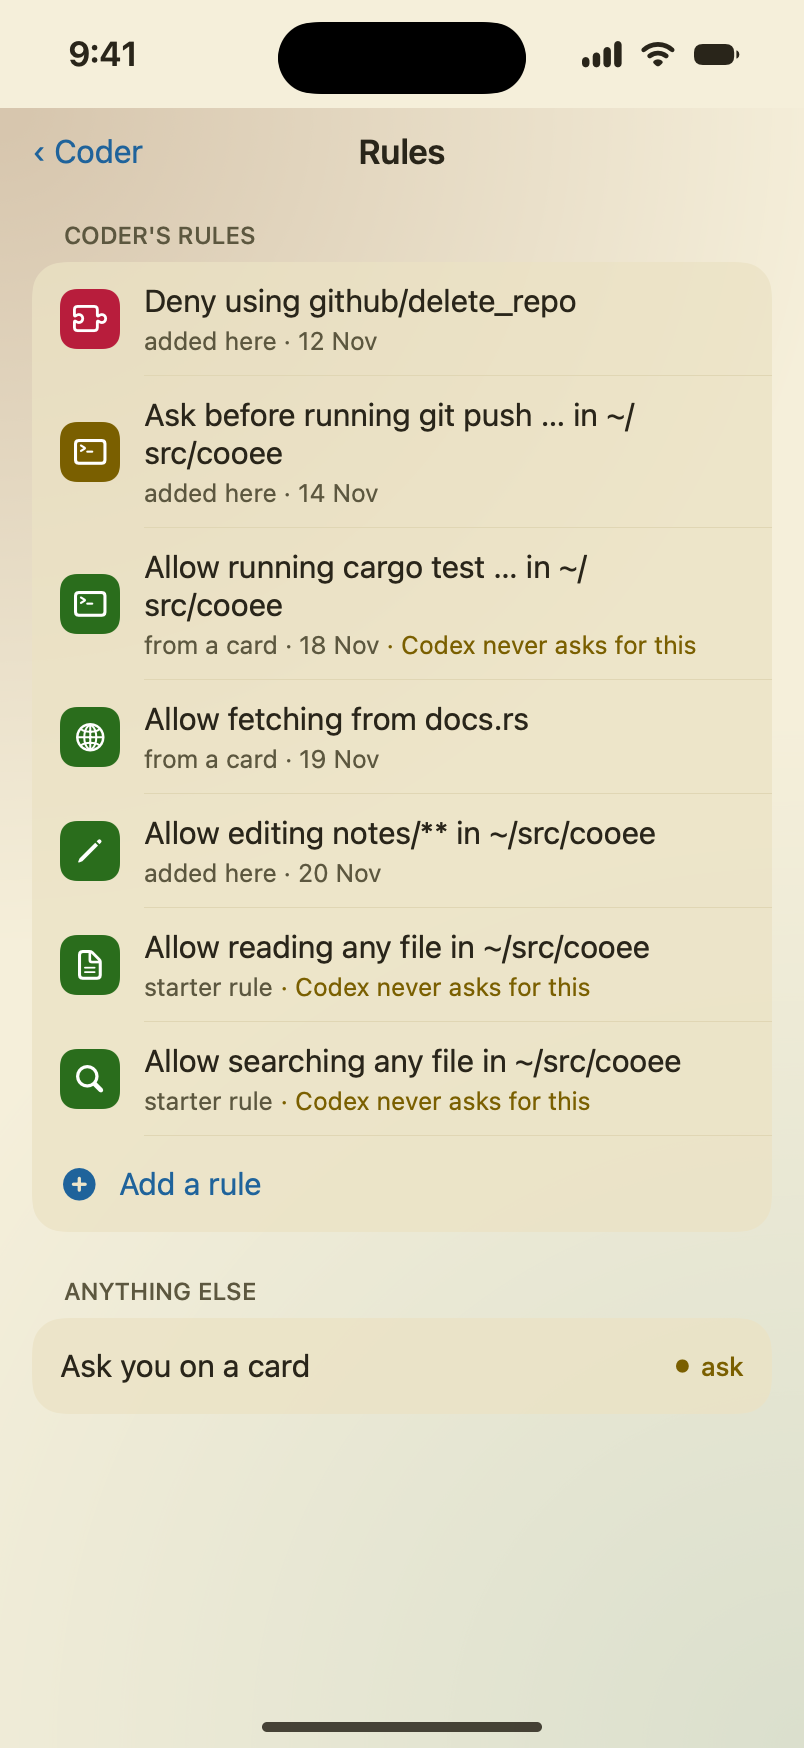 9:41
‹ Coder
Rules
CODER'S RULES
Deny using github/delete_repo
added here · 12 Nov
Ask before running git push ... in ~/
src/cooee
added here · 14 Nov
Allow running cargo test ... in ~/
src/cooee
from a card · 18 Nov · Codex never asks for this
Allow fetching from docs.rs
from a card · 19 Nov
Allow editing notes/** in ~/src/cooee
added here · 20 Nov
Allow reading any file in ~/src/cooee
starter rule · Codex never asks for this
Allow searching any file in ~/src/cooee
starter rule · Codex never asks for this
Add a rule
ANYTHING ELSE
Ask you on a card
ask